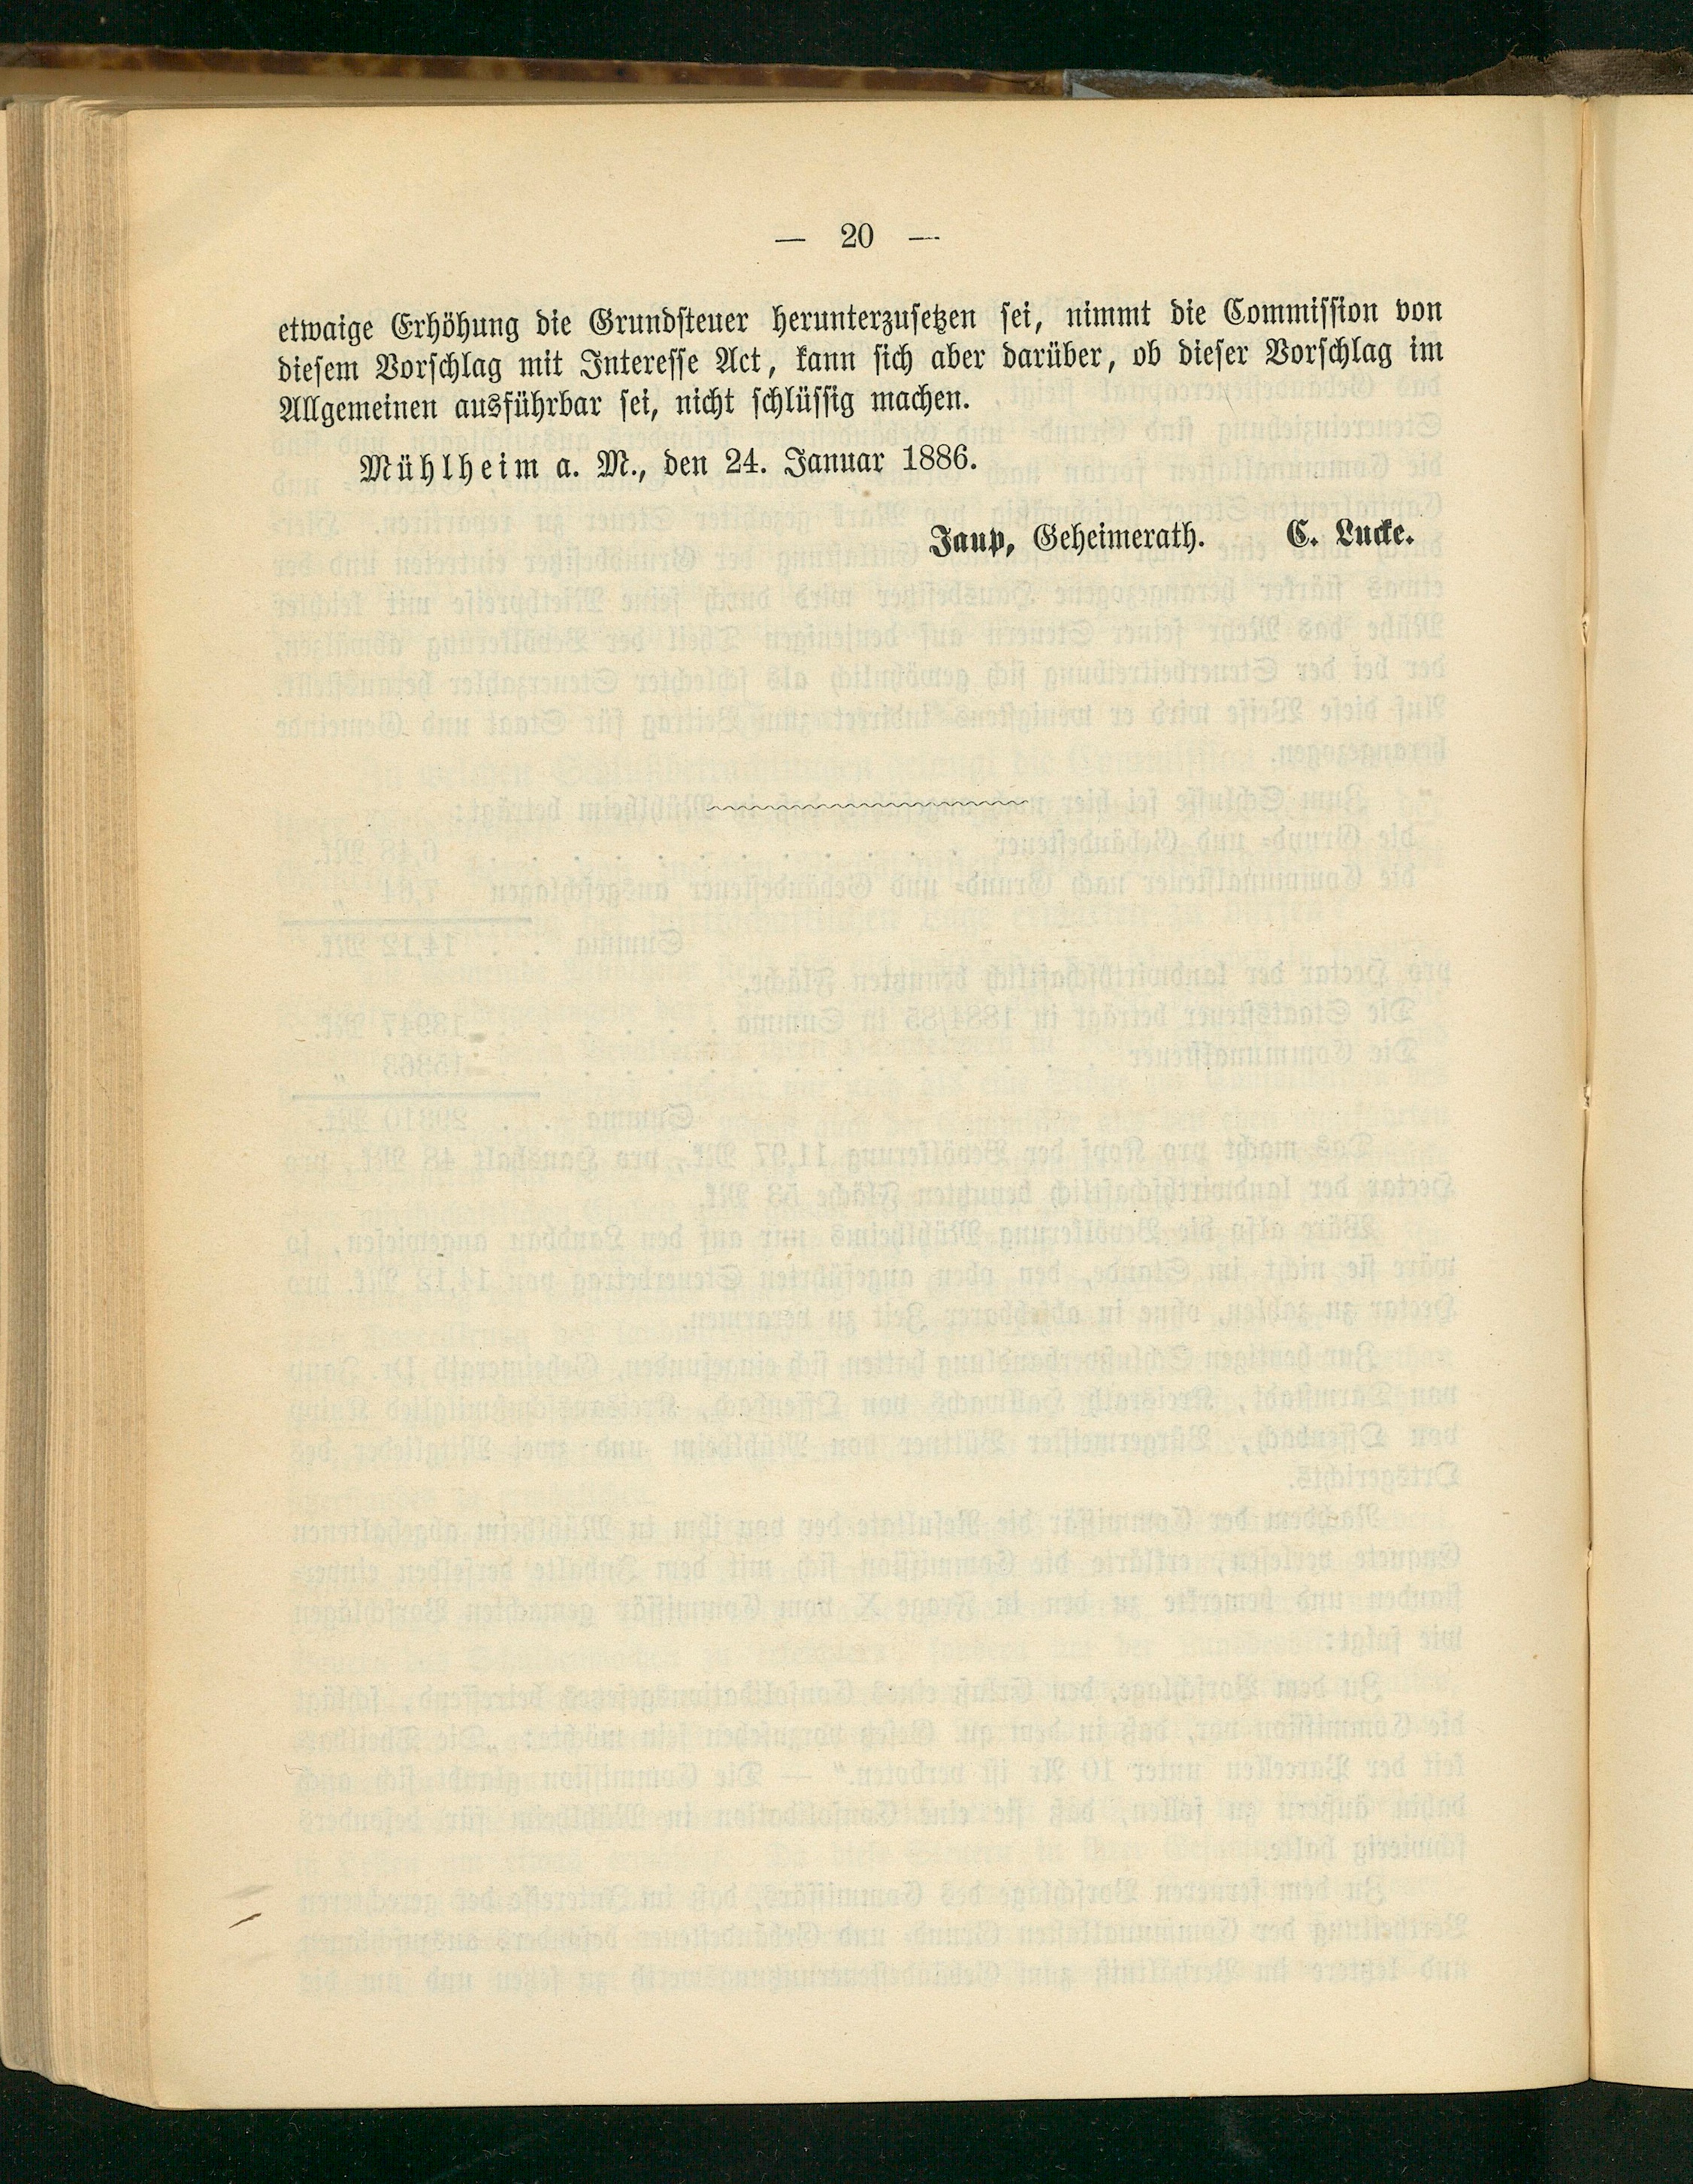 — 20 —
etwaige Erhöhung die Grundsteuer herunterzusetzen sei, nimmt die Commission von
diesem Vorschlag mit Interesse Act, kann sich aber darüber, ob dieser Vorschlag im
Allgemeinen ausführbar sei, nicht schlüssig machen.
Mühlheim a. M., den 24. Januar 1886.
Jaup, Geheimerath. C. Lucke.